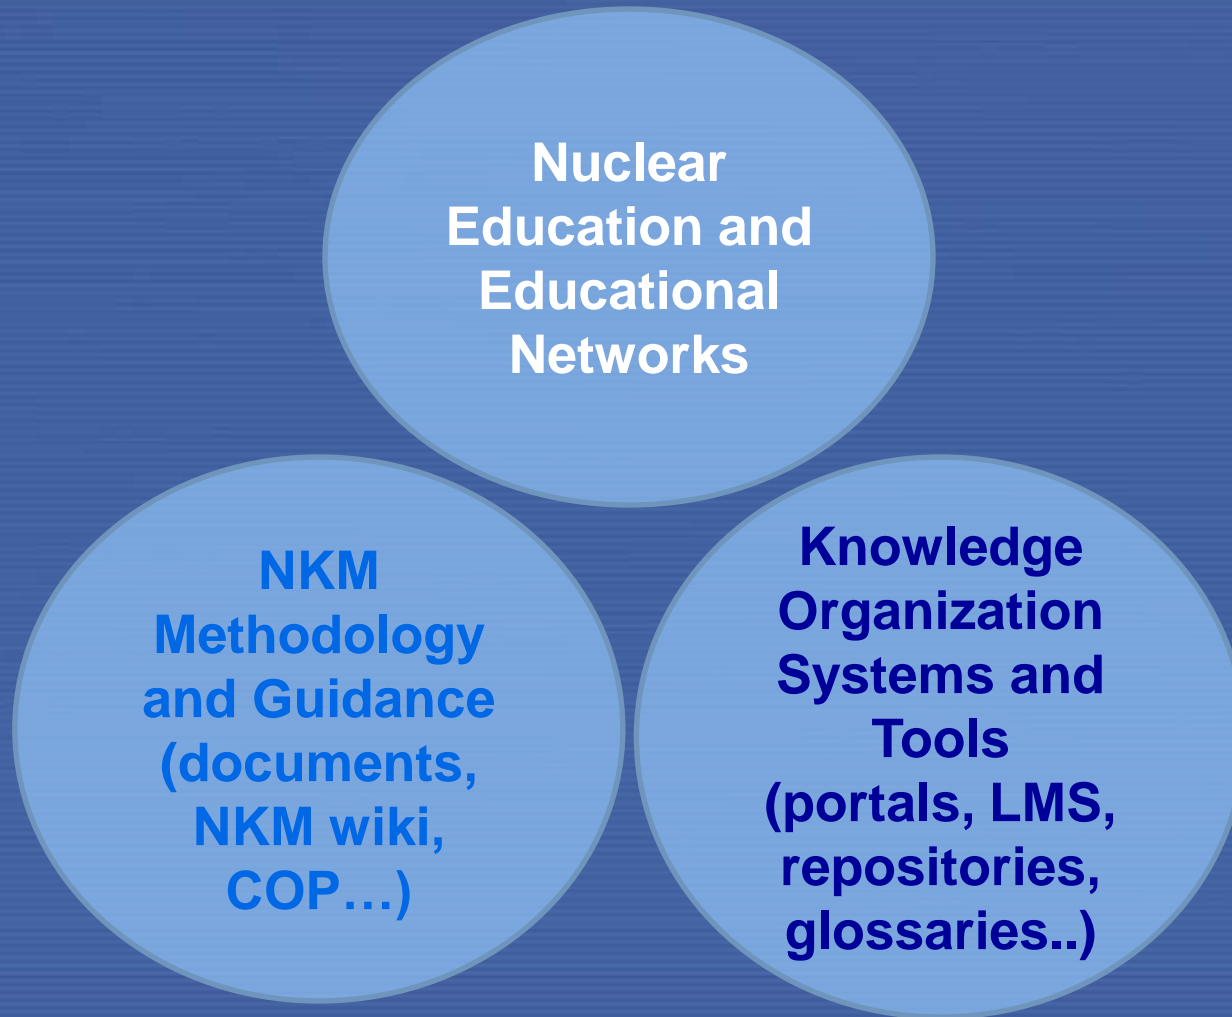 Nuclear
Education and
Educational
Networks
NKM
Methodology
and Guidance
(documents,
NKM wiki,
COP…)
Knowledge
Organization
Systems and
Tools
(portals, LMS,
repositories,
glossaries..)